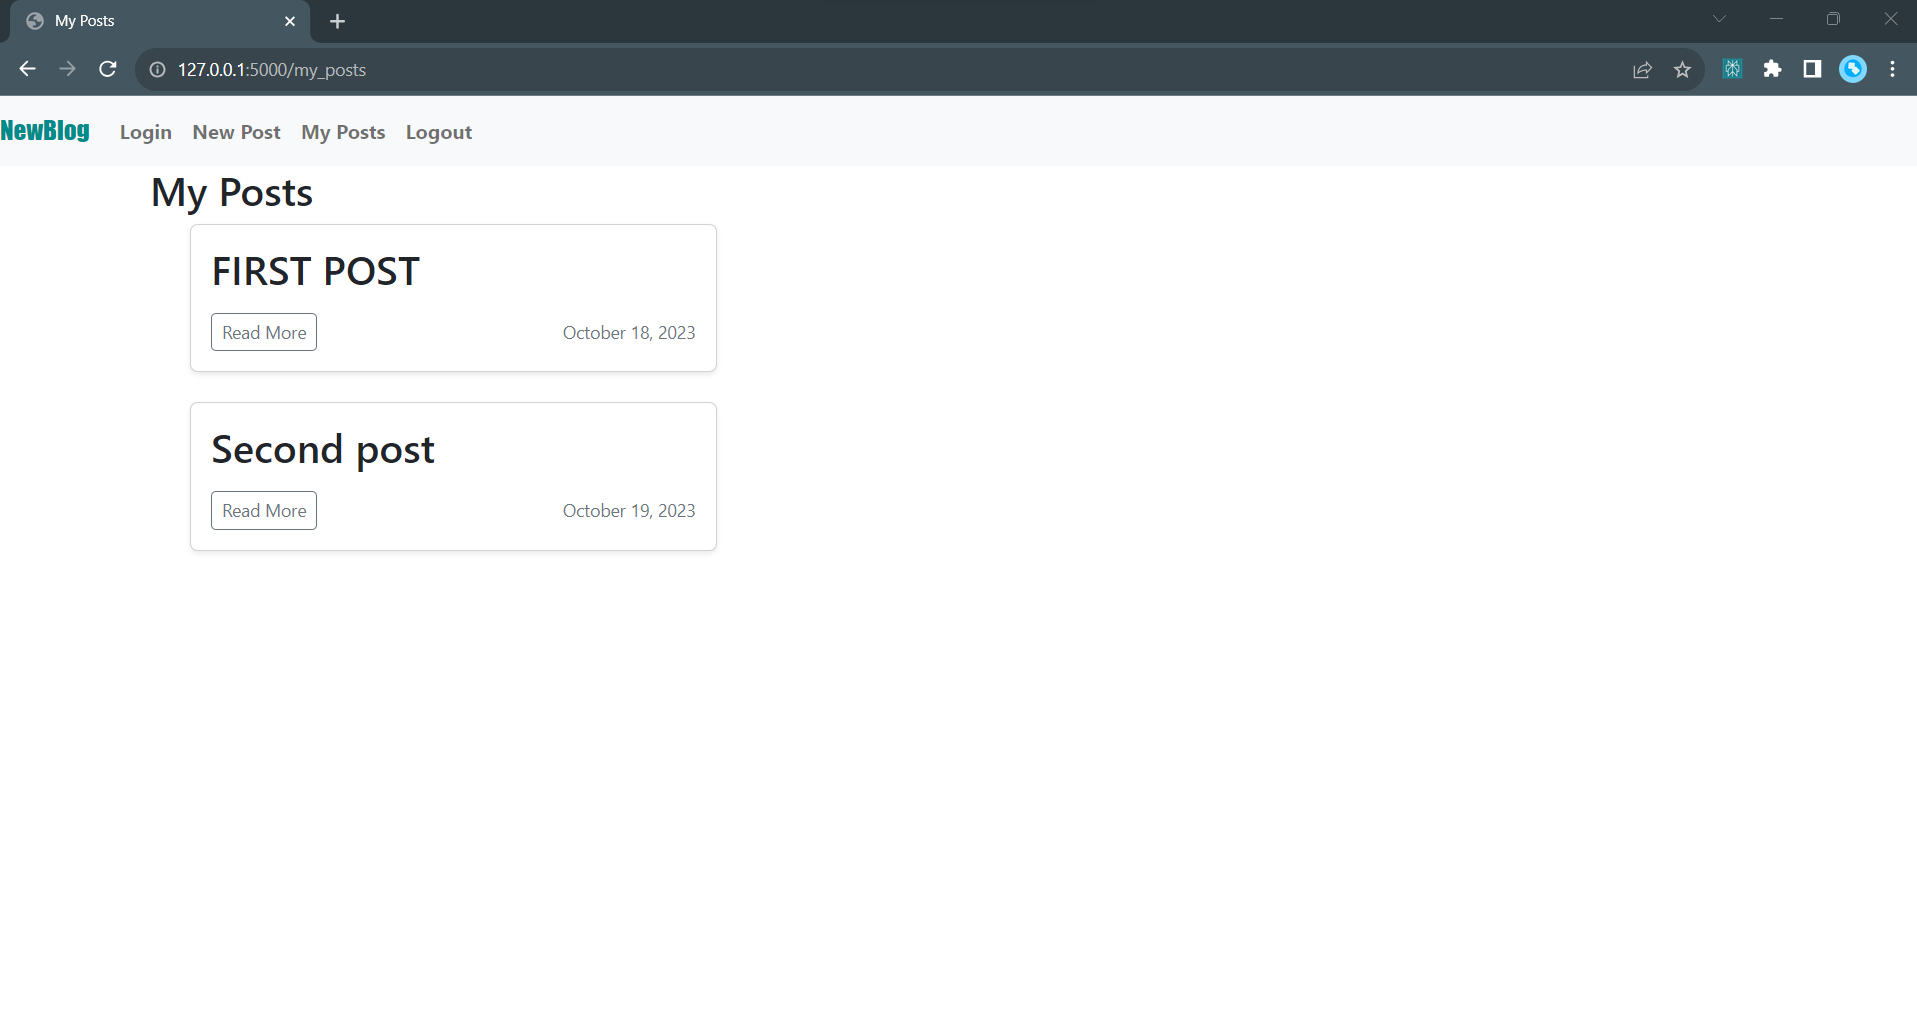 My Posts
127.0.0.1:5000/my_posts
NewBlog Login New Post My Posts Logout
My Posts
FIRST POST
Read More October 18, 2023
Second post
Read More October 19, 2023